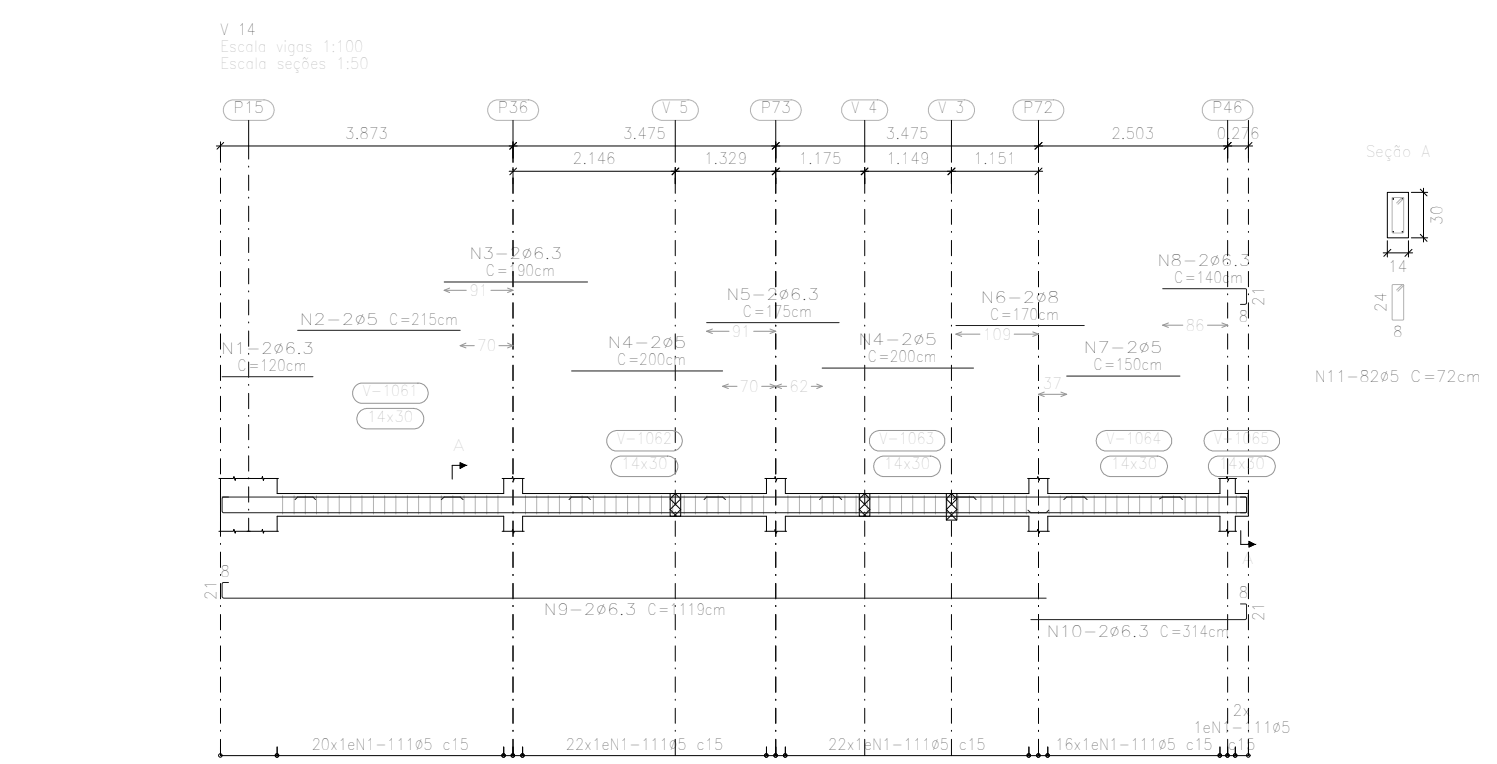 V 14
Escala vigas 1:100
Escala seções 1:50
P15 P36 V 5 P73 V 4 V 3 P72 P46
3.873 3.475 3.475 2.503 0.276
2.146 1.329 1.175 1.149 1.151
Seção A
30
14
24
8
N11-82ø5 C=72cm
N3-2ø6.3
C=190cm
91
N8-2ø6.3
C=140cm
21
8
86
N5-2ø6.3
C=175cm
91
N6-2ø8
C=170cm
109
N2-2ø5 C=215cm
70
N1-2ø6.3
C=120cm
N4-2ø5
C=200cm
70
62
N4-2ø5
C=200cm
N7-2ø5
C=150cm
37
V-1061
14x30
V-1062
14x30
V-1063
14x30
V-1064
14x30
V-1065
14x30
A
A
8
21
N9-2ø6.3 C=1119cm
8
21
N10-2ø6.3 C=314cm
20x1eN1-111ø5 c15
22x1eN1-111ø5 c15
22x1eN1-111ø5 c15
16x1eN1-111ø5 c15
2x
1eN1-111ø5
c15